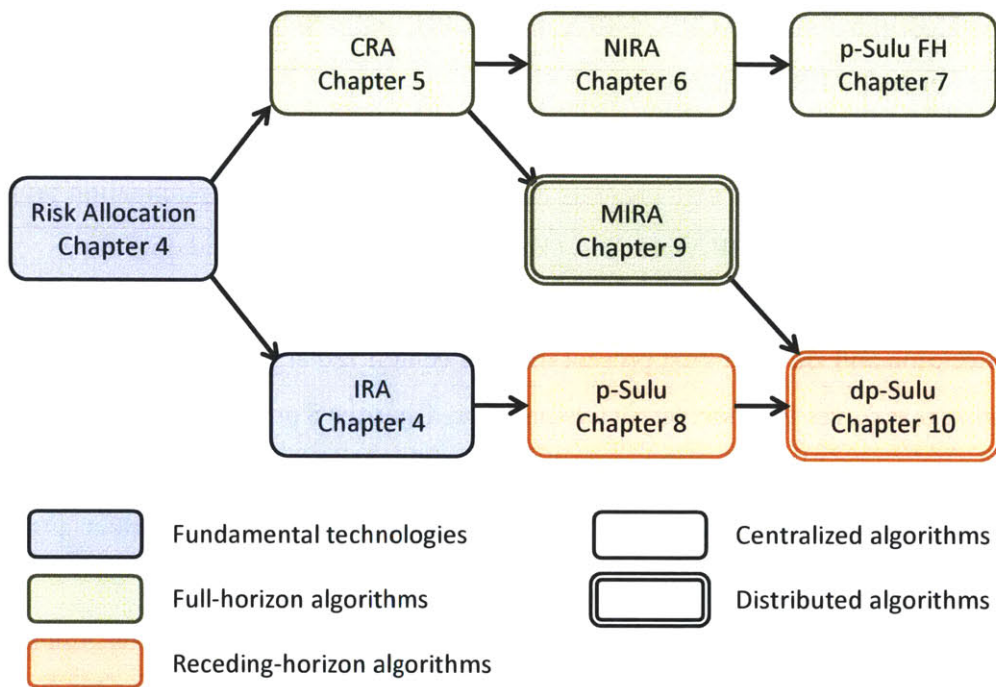 CRA
Chapter 5
NIRA
Chapter 6
p-Sulu FH
Chapter 7
Risk Allocation
Chapter 4
MIRA
Chapter 9
IRA
Chapter 4
p-Sulu
Chapter 8
dp-Sulu
Chapter 10
Fundamental technologies
Full-horizon algorithms
Receding-horizon algorithms
Centralized algorithms
Distributed algorithms